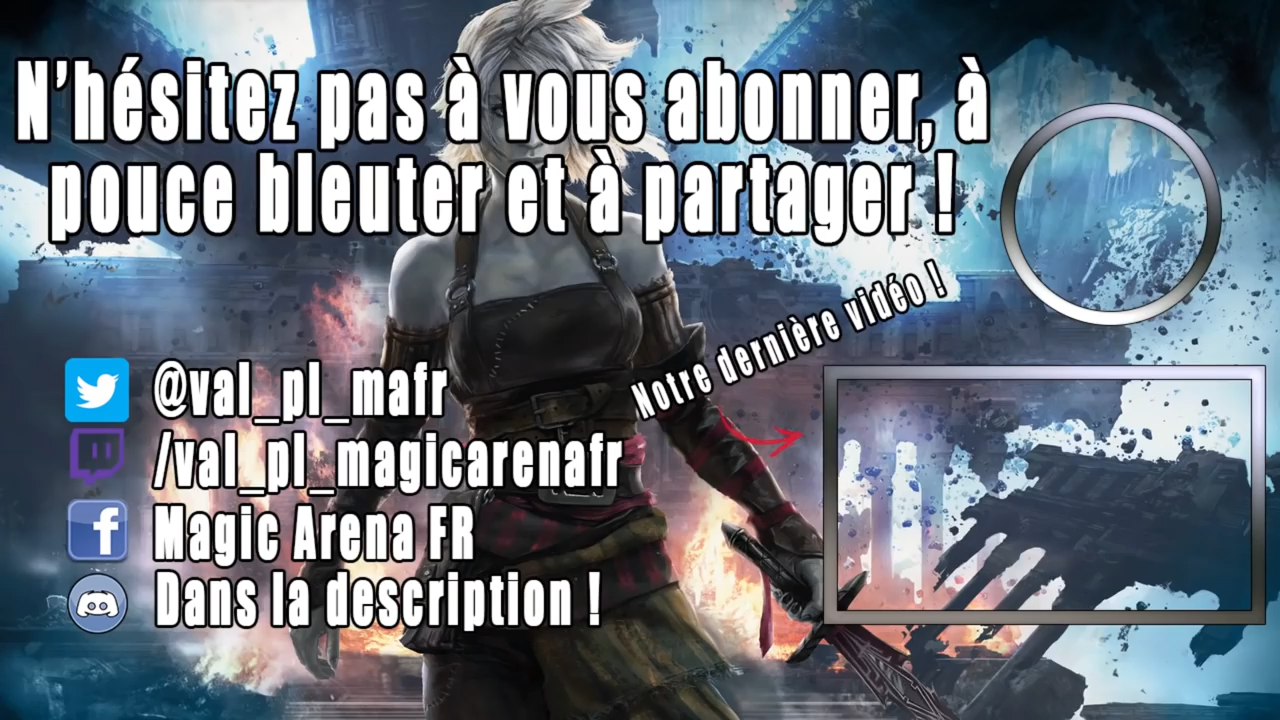 N'hésitez pas à vous abonner, à
pouce bleuter et à partager !
Notre dernière vidéo !
@val_pl_mafr
/val_pl_magicarenafr
Magic Arena FR
Dans la description !